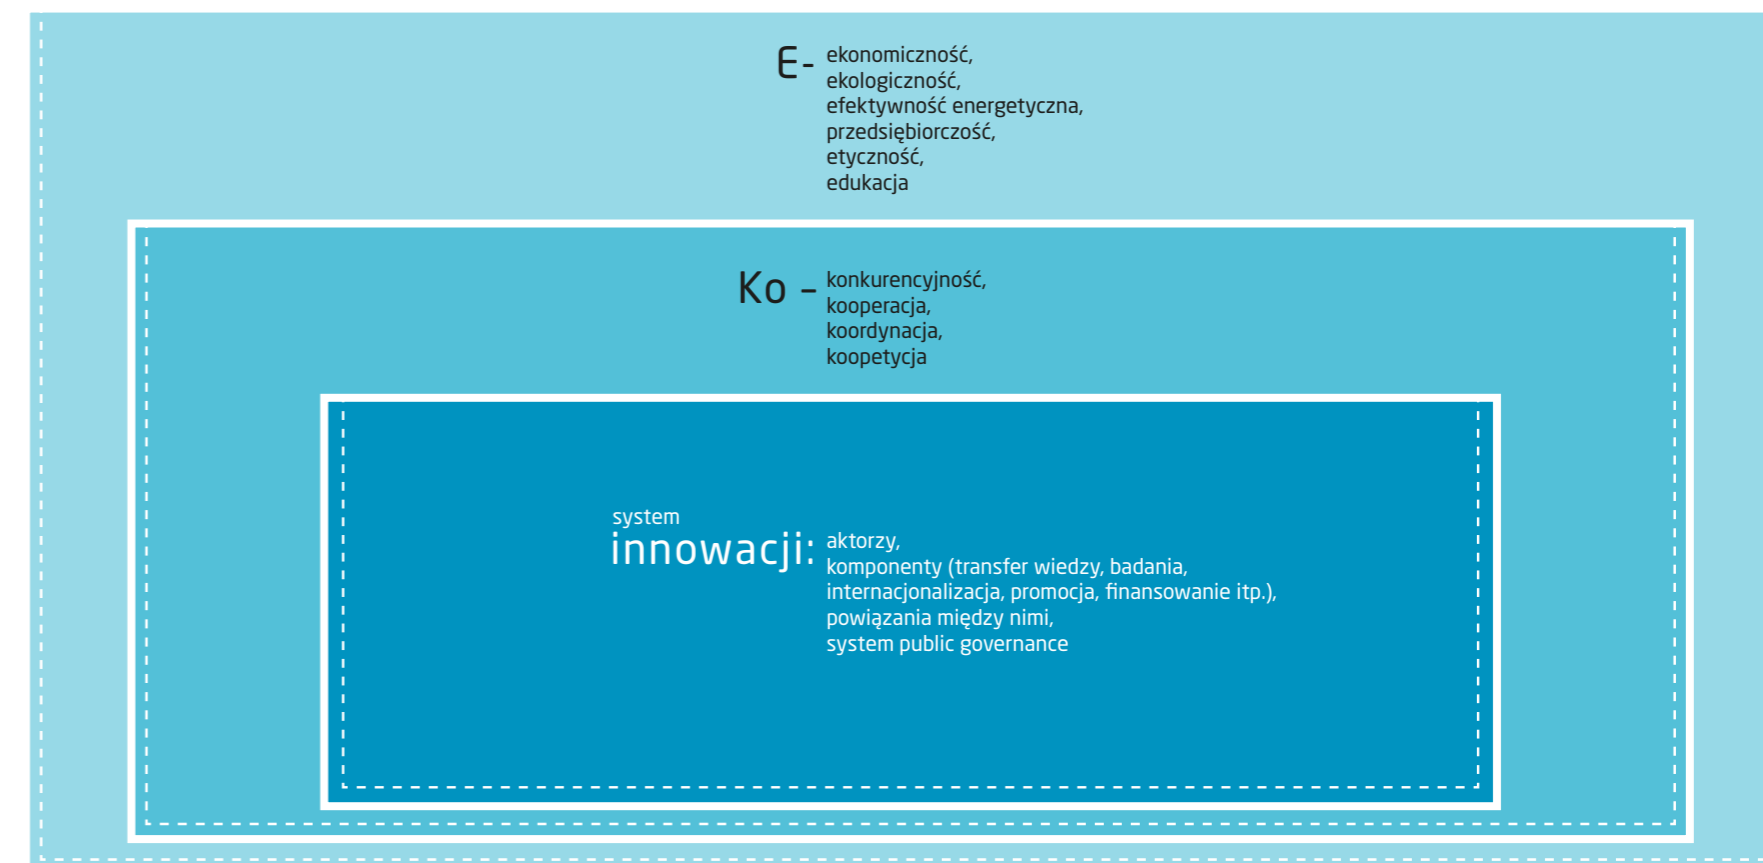 E- ekonomiczność,
ekologiczność,
efektywność energetyczna,
przedsiębiorczość,
etyczność,
edukacja
Ko – konkurencyjność,
kooperacja,
koordynacja,
koopetycja
system
innowacji: aktorzy,
komponenty (transfer wiedzy, badania,
internacjonalizacja, promocja, finansowanie itp.),
powiązania między nimi,
system public governance